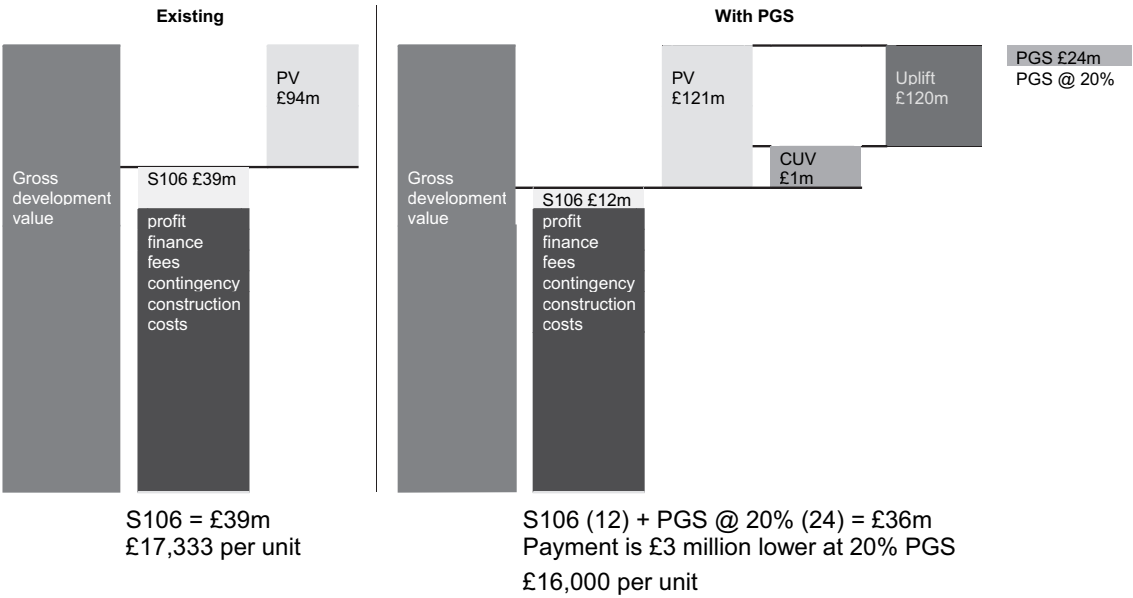 Existing
With PGS
PV
£94m
Gross
development
value
S106 £39m
profit
finance
fees
contingency
construction
costs
S106 = £39m
£17,333 per unit
Gross
development
value
S106 £12m
profit
finance
fees
contingency
construction
costs
PV
£121m
CUV
£1m
Uplift
£120m
PGS £24m
PGS @ 20%
S106 (12) + PGS @ 20% (24) = £36m
Payment is £3 million lower at 20% PGS
£16,000 per unit